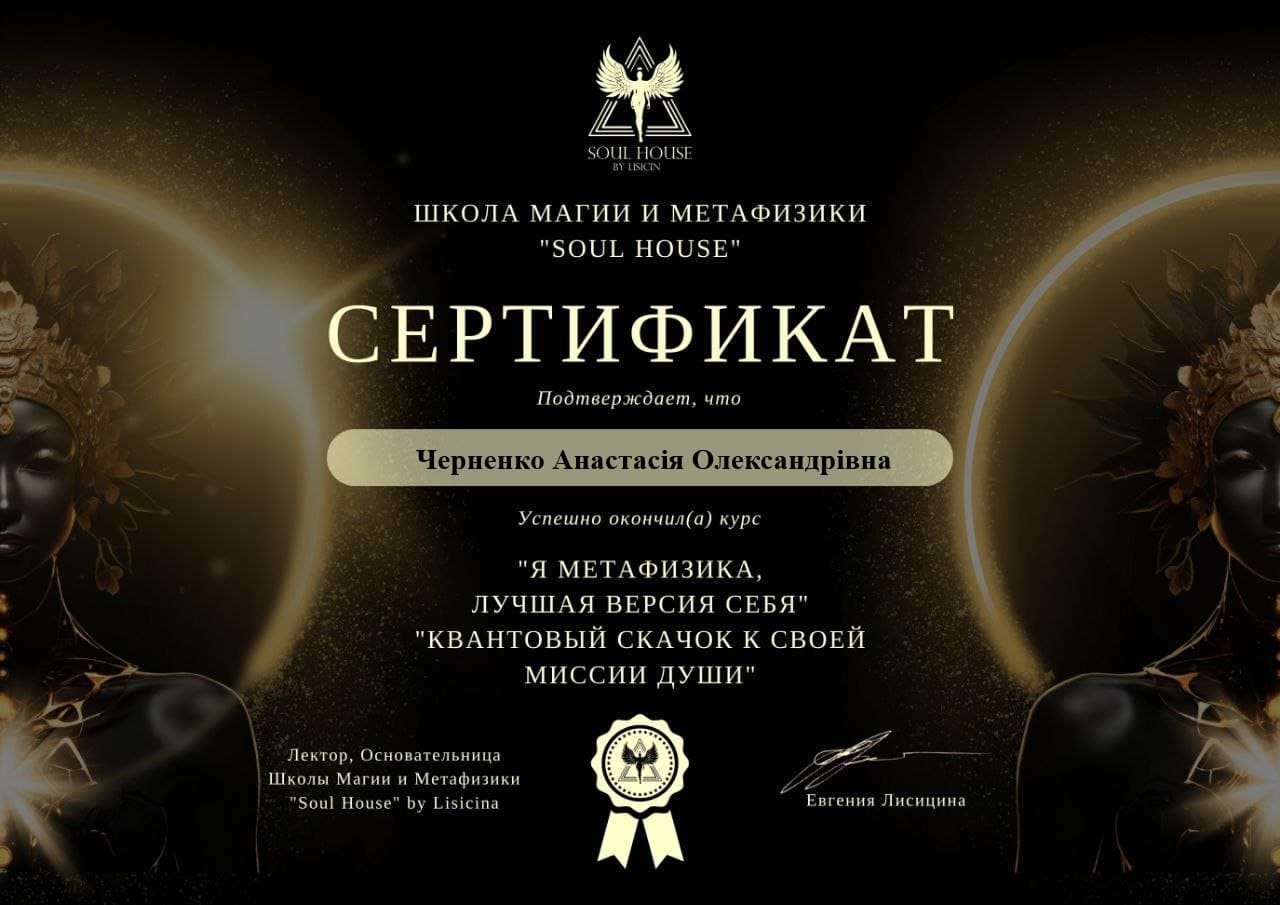 SOUL HOUSE
BY LISICIN
ШКОЛА МАГИИ И МЕТАФИЗИКИ
"SOUL HOUSE"
СЕРТИФИКАТ
Подтверждает, что
Черненко Анастасія Олександрівна
Успешно окончил(а) курс
"Я МЕТАФИЗИКА,
ЛУЧШАЯ ВЕРСИЯ СЕБЯ"
"КВАНТОВЫЙ СКАЧОК К СВОЕЙ
МИССИИ ДУШИ"
Лектор, Основательница
Школы Магии и Метафизики
"Soul House" by Lisicina
Евгения Лисицина